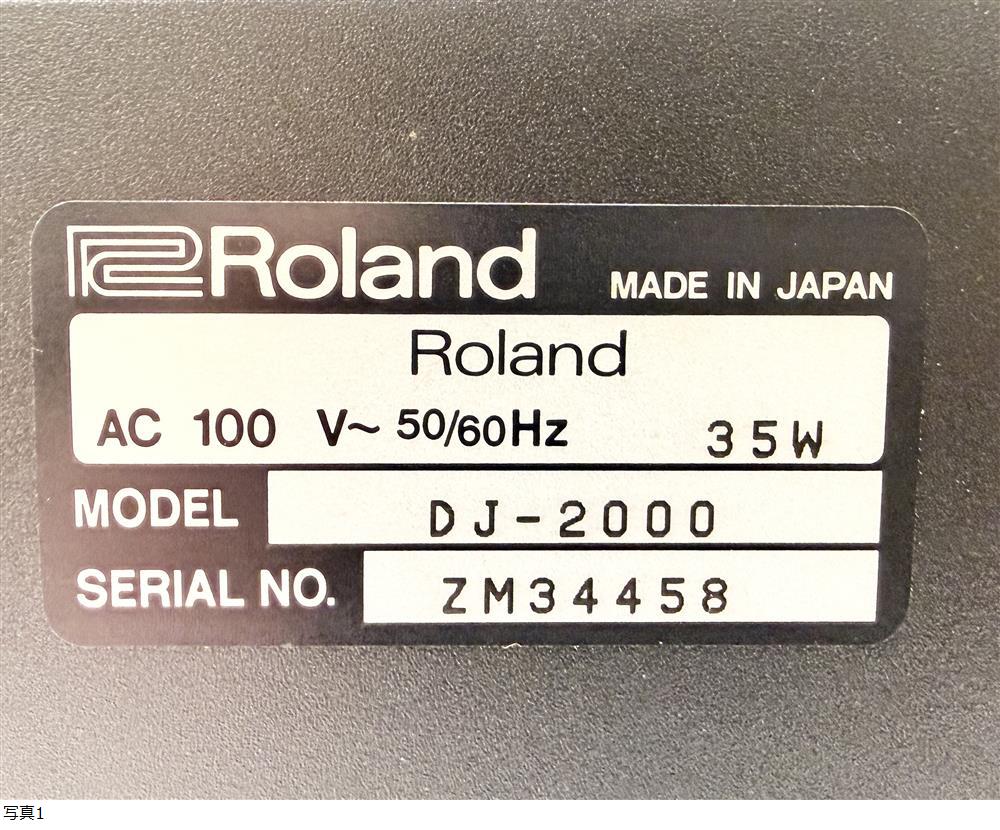 Roland MADE IN JAPAN
Roland
AC 100 V~ 50/60Hz 35W
MODEL DJ-2000
SERIAL NO. ZM34458
写真1